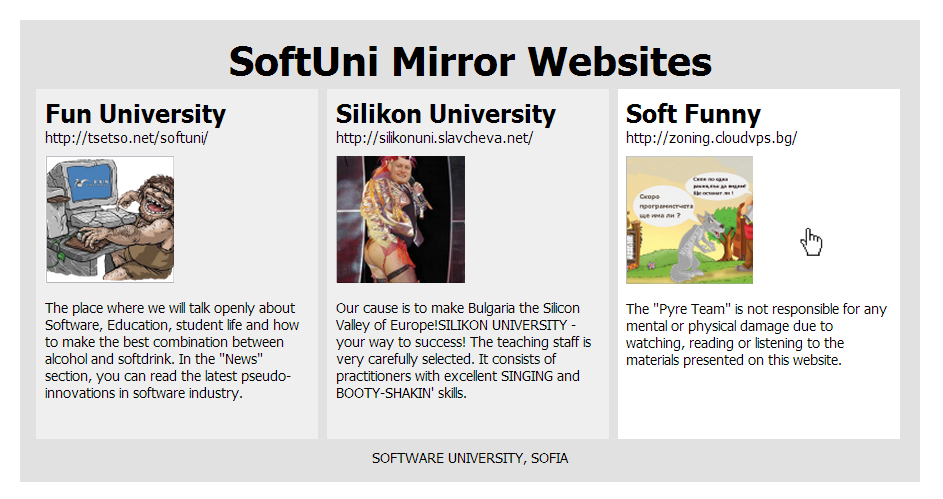 SoftUni Mirror Websites
Fun University
http://tsetso.net/softuni/
The place where we will talk openly about
Software, Education, student life and how
to make the best combination between
alcohol and softdrink. In the "News"
section, you can read the latest pseudo-
innovations in software industry.
Silikon University
http://silikonuni.slavcheva.net/
Our cause is to make Bulgaria the Silicon
Valley of Europe!SILIKON UNIVERSITY -
your way to success! The teaching staff is
very carefully selected. It consists of
practitioners with excellent SINGING and
BOOTY-SHAKIN' skills.
Soft Funny
http://zoning.cloudvps.bg/
Скоро
програмистчета
ще има ли ?
The "Pyre Team" is not responsible for any
mental or physical damage due to
watching, reading or listening to the
materials presented on this website.
SOFTWARE UNIVERSITY, SOFIA